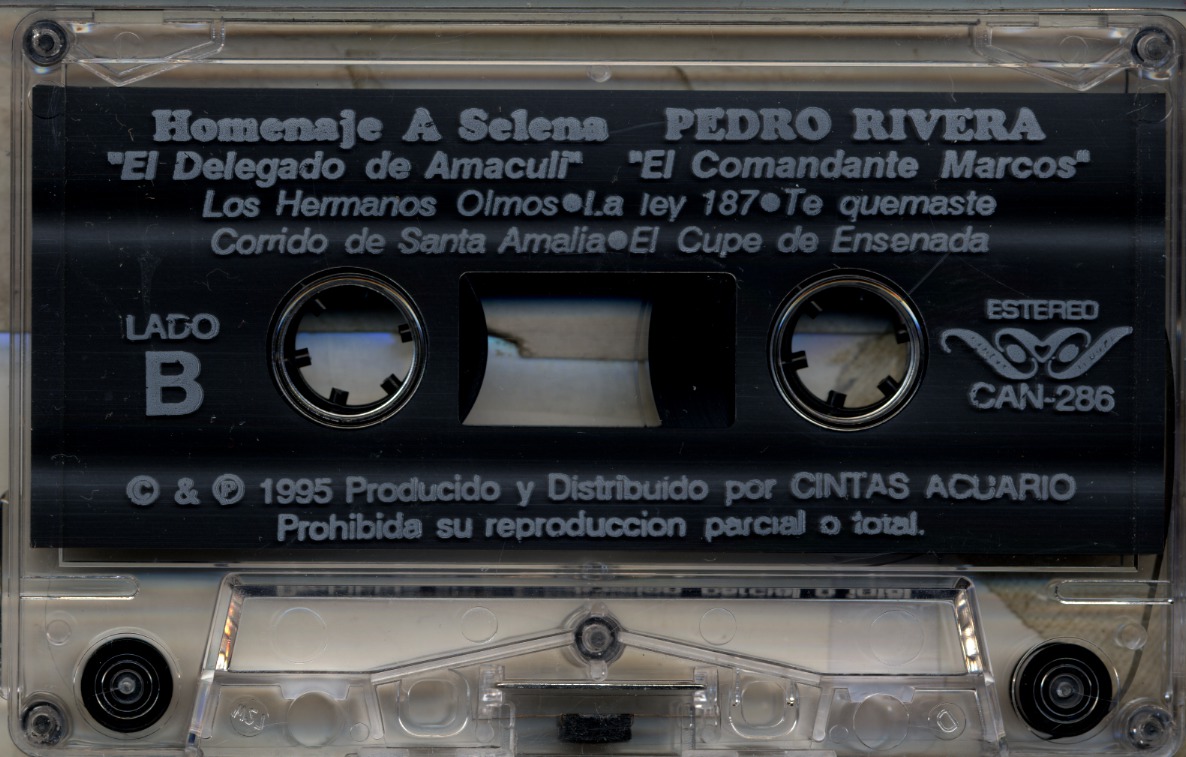 Homenaje A Selena PEDRO RIVERA
"El Delegado de Amaculi" "El Comandante Marcos"
Los Hermanos Olmos•La ley 187•Te quemaste
Corrido de Santa Amalia•El Cupe de Ensenada
LADO
B
ESTEREO
CAN-286
© & ℗ 1995 Producido y Distribuido por CINTAS ACUARIO
Prohibida su reproduccion parcial o total.